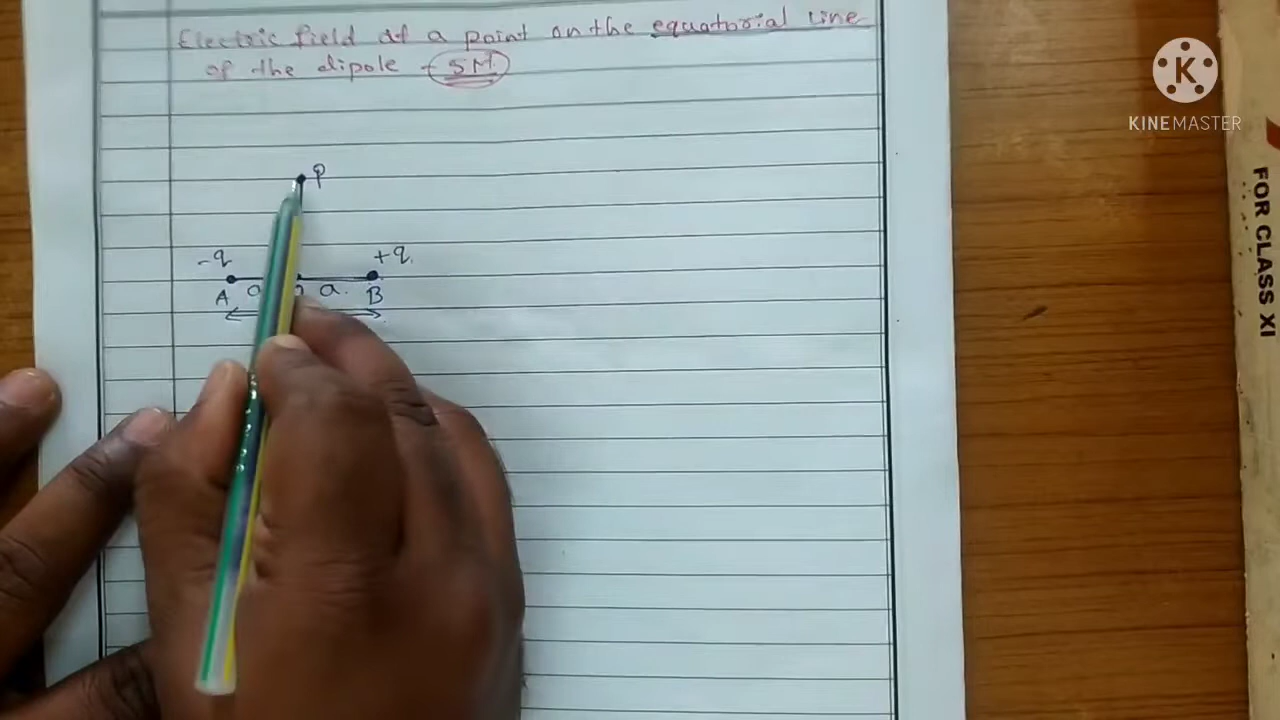 Electric field at a point on the equatorial line
of the dipole - 5M
P
-q +q
A a a B
K
KINEMASTER
FOR CLASS XI